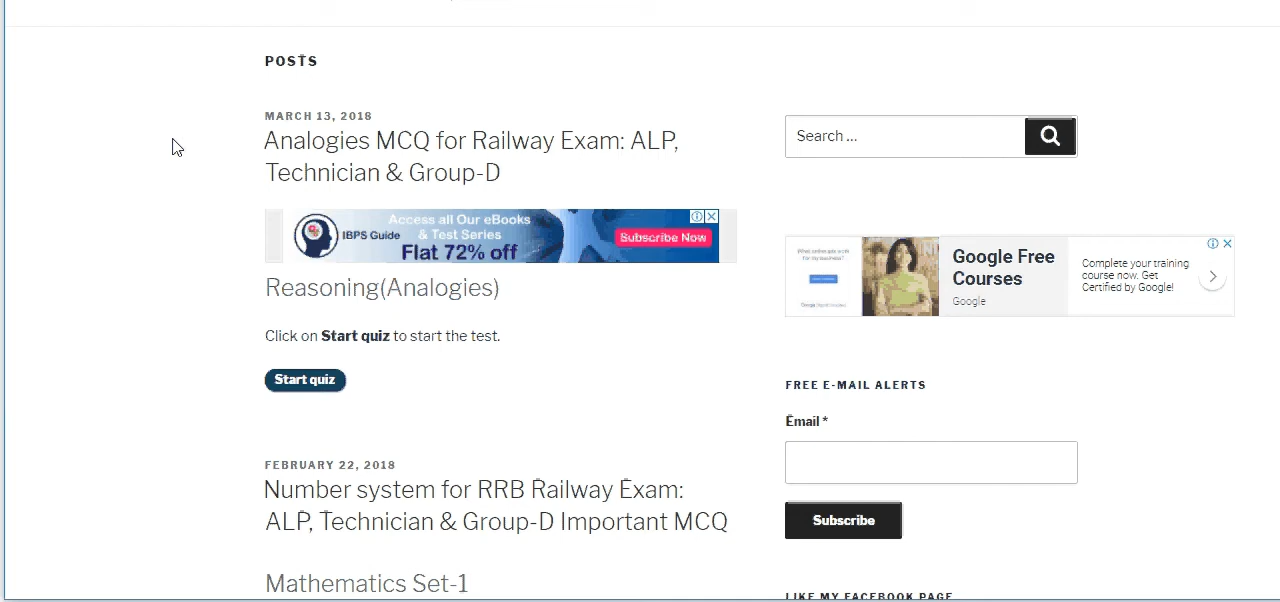 POSTS
MARCH 13, 2018
Analogies MCQ for Railway Exam: ALP,
Technician & Group-D
IBPS Guide
Access all Our eBooks
& Test Series
Flat 72% off
Subscribe Now
Reasoning(Analogies)
Click on Start quiz to start the test.
Start quiz
FEBRUARY 22, 2018
Number system for RRB Railway Exam:
ALP, Technician & Group-D Important MCQ
Mathematics Set-1
Search ...
Google Free
Courses
Google
Complete your training
course now. Get
Certified by Google!
FREE E-MAIL ALERTS
Email *
Subscribe
LIKE MY FACEBOOK PAGE